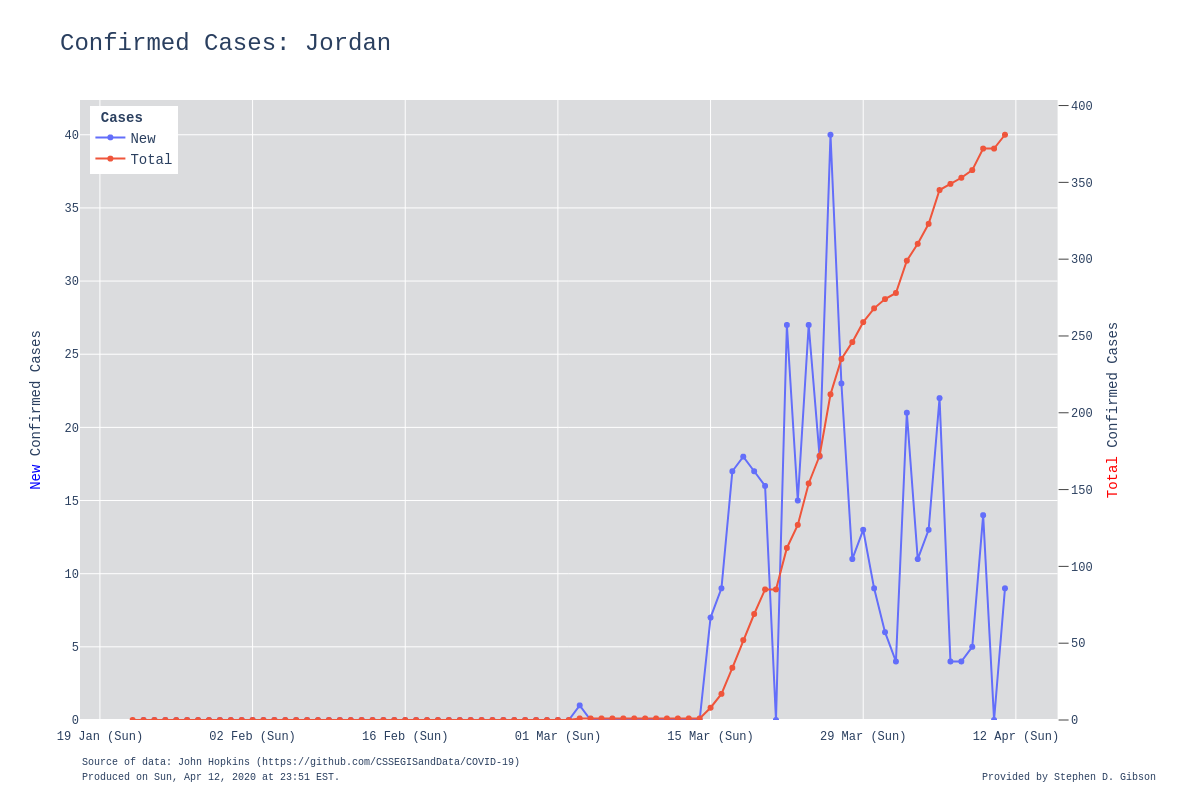 Confirmed Cases: Jordan
Cases
New
Total
40
35
30
25
20
15
10
5
0
New Confirmed Cases
400
350
300
250
200
150
100
50
0
Total Confirmed Cases
19 Jan (Sun) 02 Feb (Sun) 16 Feb (Sun) 01 Mar (Sun) 15 Mar (Sun) 29 Mar (Sun) 12 Apr (Sun)
Source of data: John Hopkins (https://github.com/CSSEGISandData/COVID-19)
Produced on Sun, Apr 12, 2020 at 23:51 EST.
Provided by Stephen D. Gibson